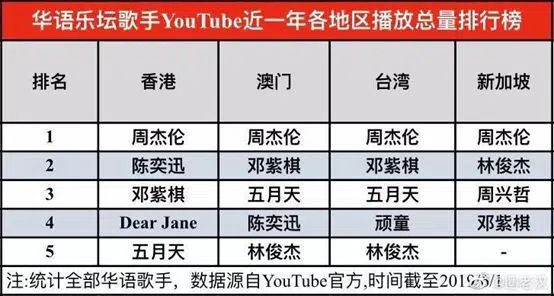 华语乐坛歌手YouTube近一年各地区播放总量排行榜
排名 香港 澳门 台湾 新加坡
1 周杰伦 周杰伦 周杰伦 周杰伦
2 陈奕迅 邓紫棋 邓紫棋 林俊杰
3 邓紫棋 五月天 五月天 周兴哲
4 Dear Jane 陈奕迅 顽童 邓紫棋
5 五月天 林俊杰 林俊杰 -
注:统计全部华语歌手，数据源自YouTube官方,时间截至2019/6/1